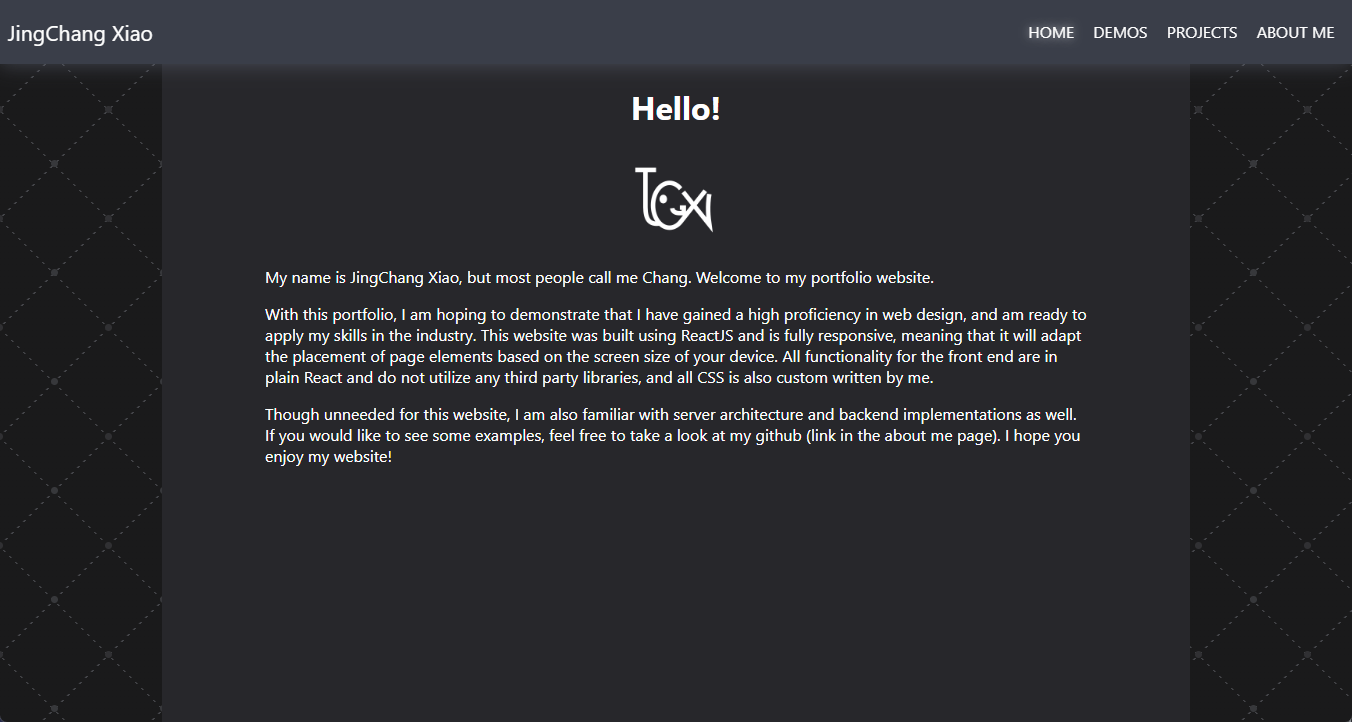 JingChang Xiao
HOME DEMOS PROJECTS ABOUT ME
Hello!
JCX
My name is JingChang Xiao, but most people call me Chang. Welcome to my portfolio website.
With this portfolio, I am hoping to demonstrate that I have gained a high proficiency in web design, and am ready to
apply my skills in the industry. This website was built using ReactJS and is fully responsive, meaning that it will adapt
the placement of page elements based on the screen size of your device. All functionality for the front end are in
plain React and do not utilize any third party libraries, and all CSS is also custom written by me.
Though unneeded for this website, I am also familiar with server architecture and backend implementations as well.
If you would like to see some examples, feel free to take a look at my github (link in the about me page). I hope you
enjoy my website!